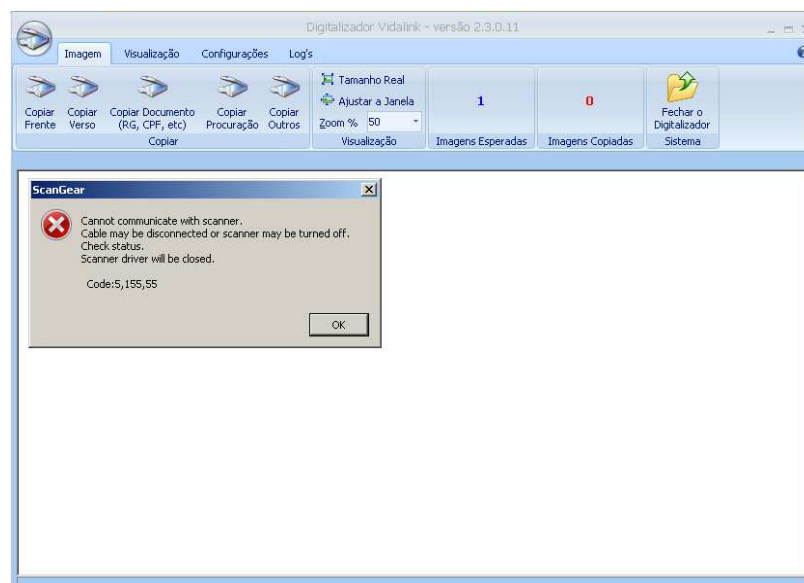 Digitalizador Vidalink - versão 2.3.0.11
Imagem Visualização Configurações Log's
Copiar Frente
Copiar Verso
Copiar Documento (RG, CPF, etc)
Copiar Procuração
Copiar Outros
Copiar
Tamanho Real
Ajustar a Janela
Zoom % 50
Visualização
1
Imagens Esperadas
0
Imagens Copiadas
Fechar o Digitalizador
Sistema
ScanGear
Cannot communicate with scanner.
Cable may be disconnected or scanner may be turned off.
Check status.
Scanner driver will be closed.
Code:5,155,55
OK